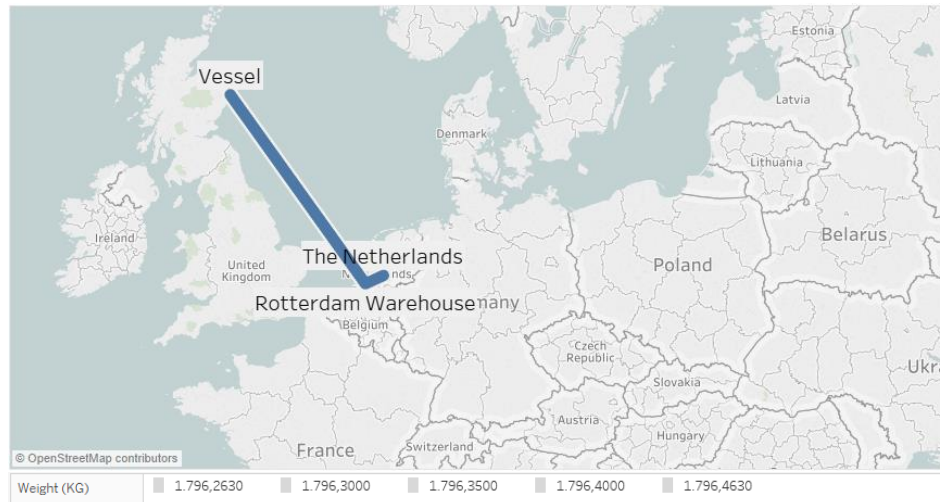 Estonia
Vessel
Latvia
Denmark
Lithuania
Ireland
United
Kingdom
The Netherlands
Belarus
Poland
Rotterdam Warehouse
many
Belgium
Czech
Republic
Ukra
Slovakia
Austria
Hungary
France
Switzerland
© OpenStreetMap contributors
Weight (KG) 1.796,2630 1.796,3000 1.796,3500 1.796,4000 1.796,4630